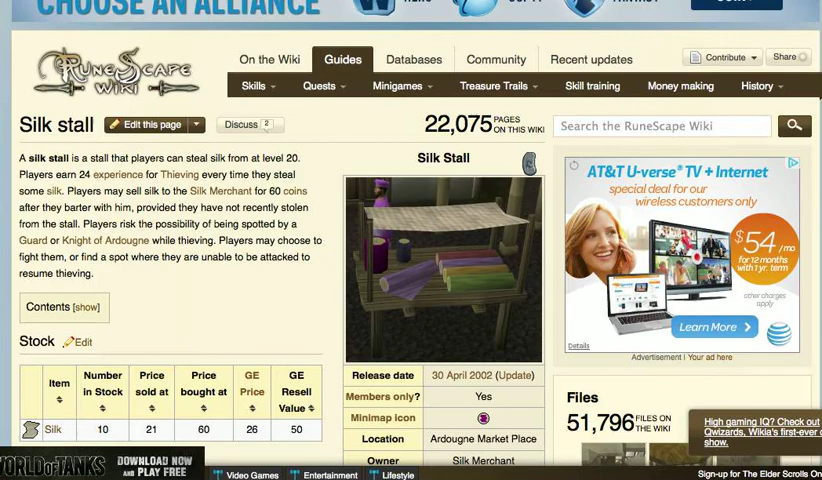 CHOOSE AN ALLIANCE
RUNESCAPE
WIKI
On the Wiki
Guides
Databases
Community
Recent updates
Contribute
Share
Skills
Quests
Minigames
Treasure Trails
Skill training
Money making
History
Silk stall
Edit this page
Discuss 2
22,075 PAGES ON THIS WIKI
Search the RuneScape Wiki
A silk stall is a stall that players can steal silk from at level 20.
Players earn 24 experience for Thieving every time they steal
some silk. Players may sell silk to the Silk Merchant for 60 coins
after they barter with him, provided they have not recently stolen
from the stall. Players risk the possibility of being spotted by a
Guard or Knight of Ardougne while thieving. Players may choose to
fight them, or find a spot where they are unable to be attacked to
resume thieving.
Contents [show]
Stock Edit
Item
Number in Stock
Price sold at
Price bought at
GE Price
GE Resell Value
Silk 10 21 60 26 50
Silk Stall
Release date 30 April 2002 (Update)
Members only? Yes
Minimap icon
Location Ardougne Market Place
Owner Silk Merchant
AT&T U-verse® TV + Internet
special deal for our
wireless customers only
$54/mo
for 12 months
with 1 yr. term
other charges
apply
Learn More
at&t
Details
Advertisement | Your ad here
Files
51,796 FILES ON THE WIKI
High gaming IQ? Check out
Qwizards, Wikia's first-ever
show.
WORLD OF TANKS
DOWNLOAD NOW
AND PLAY FREE
Video Games
Entertainment
Lifestyle
Sign-up for The Elder Scrolls On